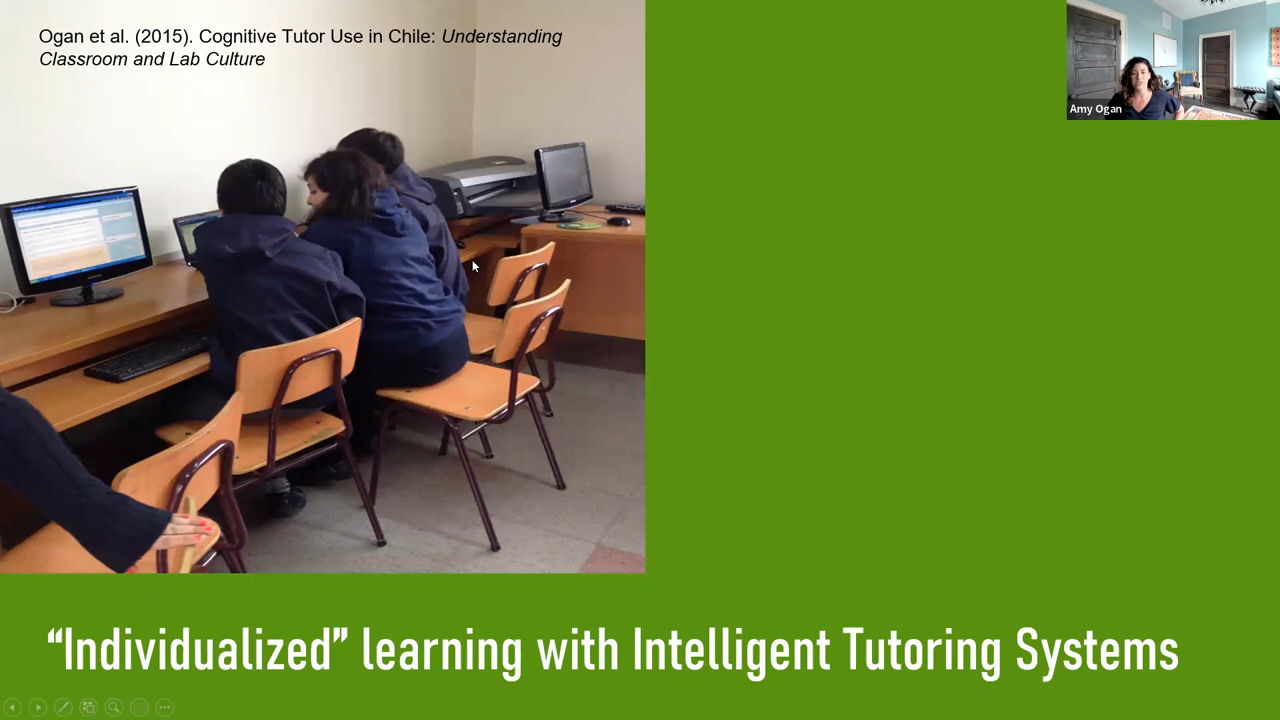 Ogan et al. (2015). Cognitive Tutor Use in Chile: Understanding
Classroom and Lab Culture
Amy Ogan
“Individualized” learning with Intelligent Tutoring Systems